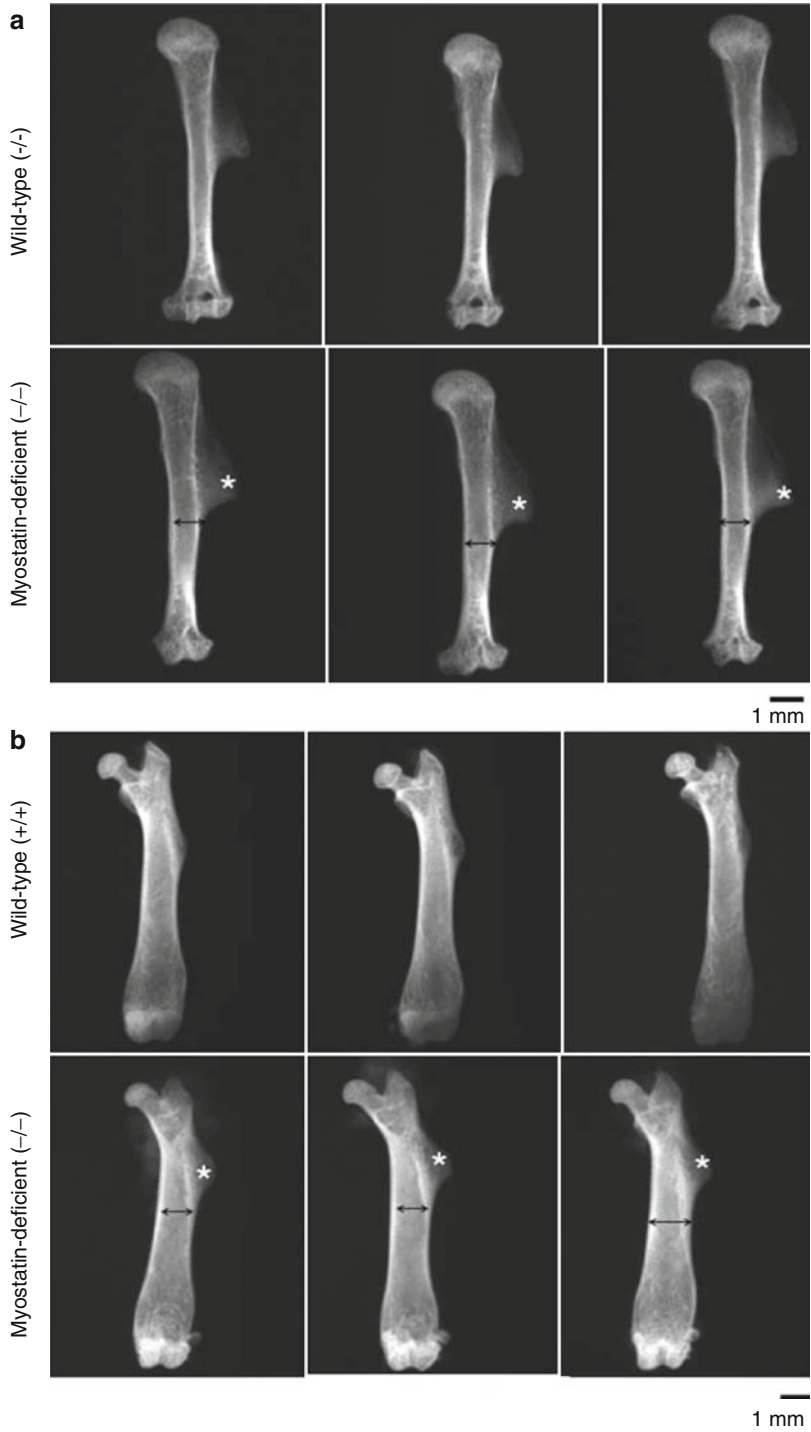 a
Wild-type (-/-)
Myostatin-deficient (–/–)
*
*
*
1 mm
b
Wild-type (+/+)
Myostatin-deficient (–/–)
*
*
*
1 mm